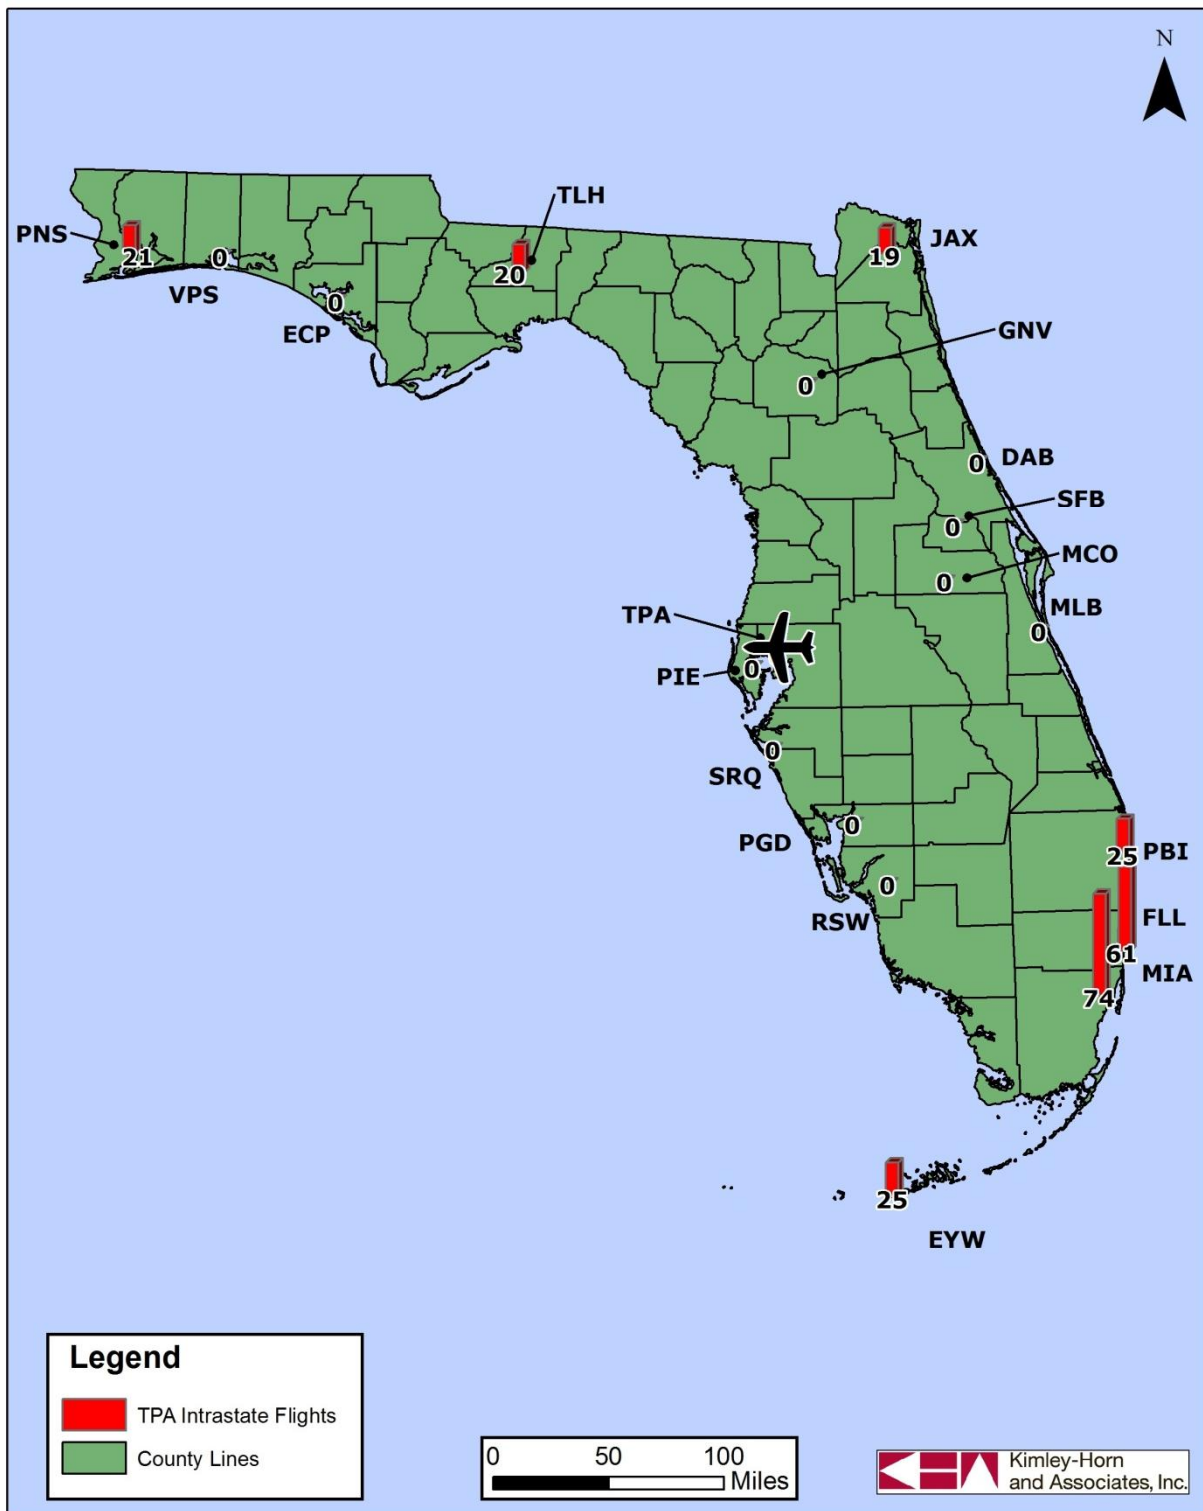 N
TLH
PNS
21
VPS
0
20
19
JAX
ECP
0
GNV
0
0
DAB
SFB
0
MCO
0
TPA
MLB
0
PIE
0
SRQ
0
PGD
0
25
PBI
RSW
0
FLL
61
MIA
74
25
EYW
Legend
TPA Intrastate Flights
County Lines
0 50 100
Miles
Kimley-Horn
and Associates, Inc.